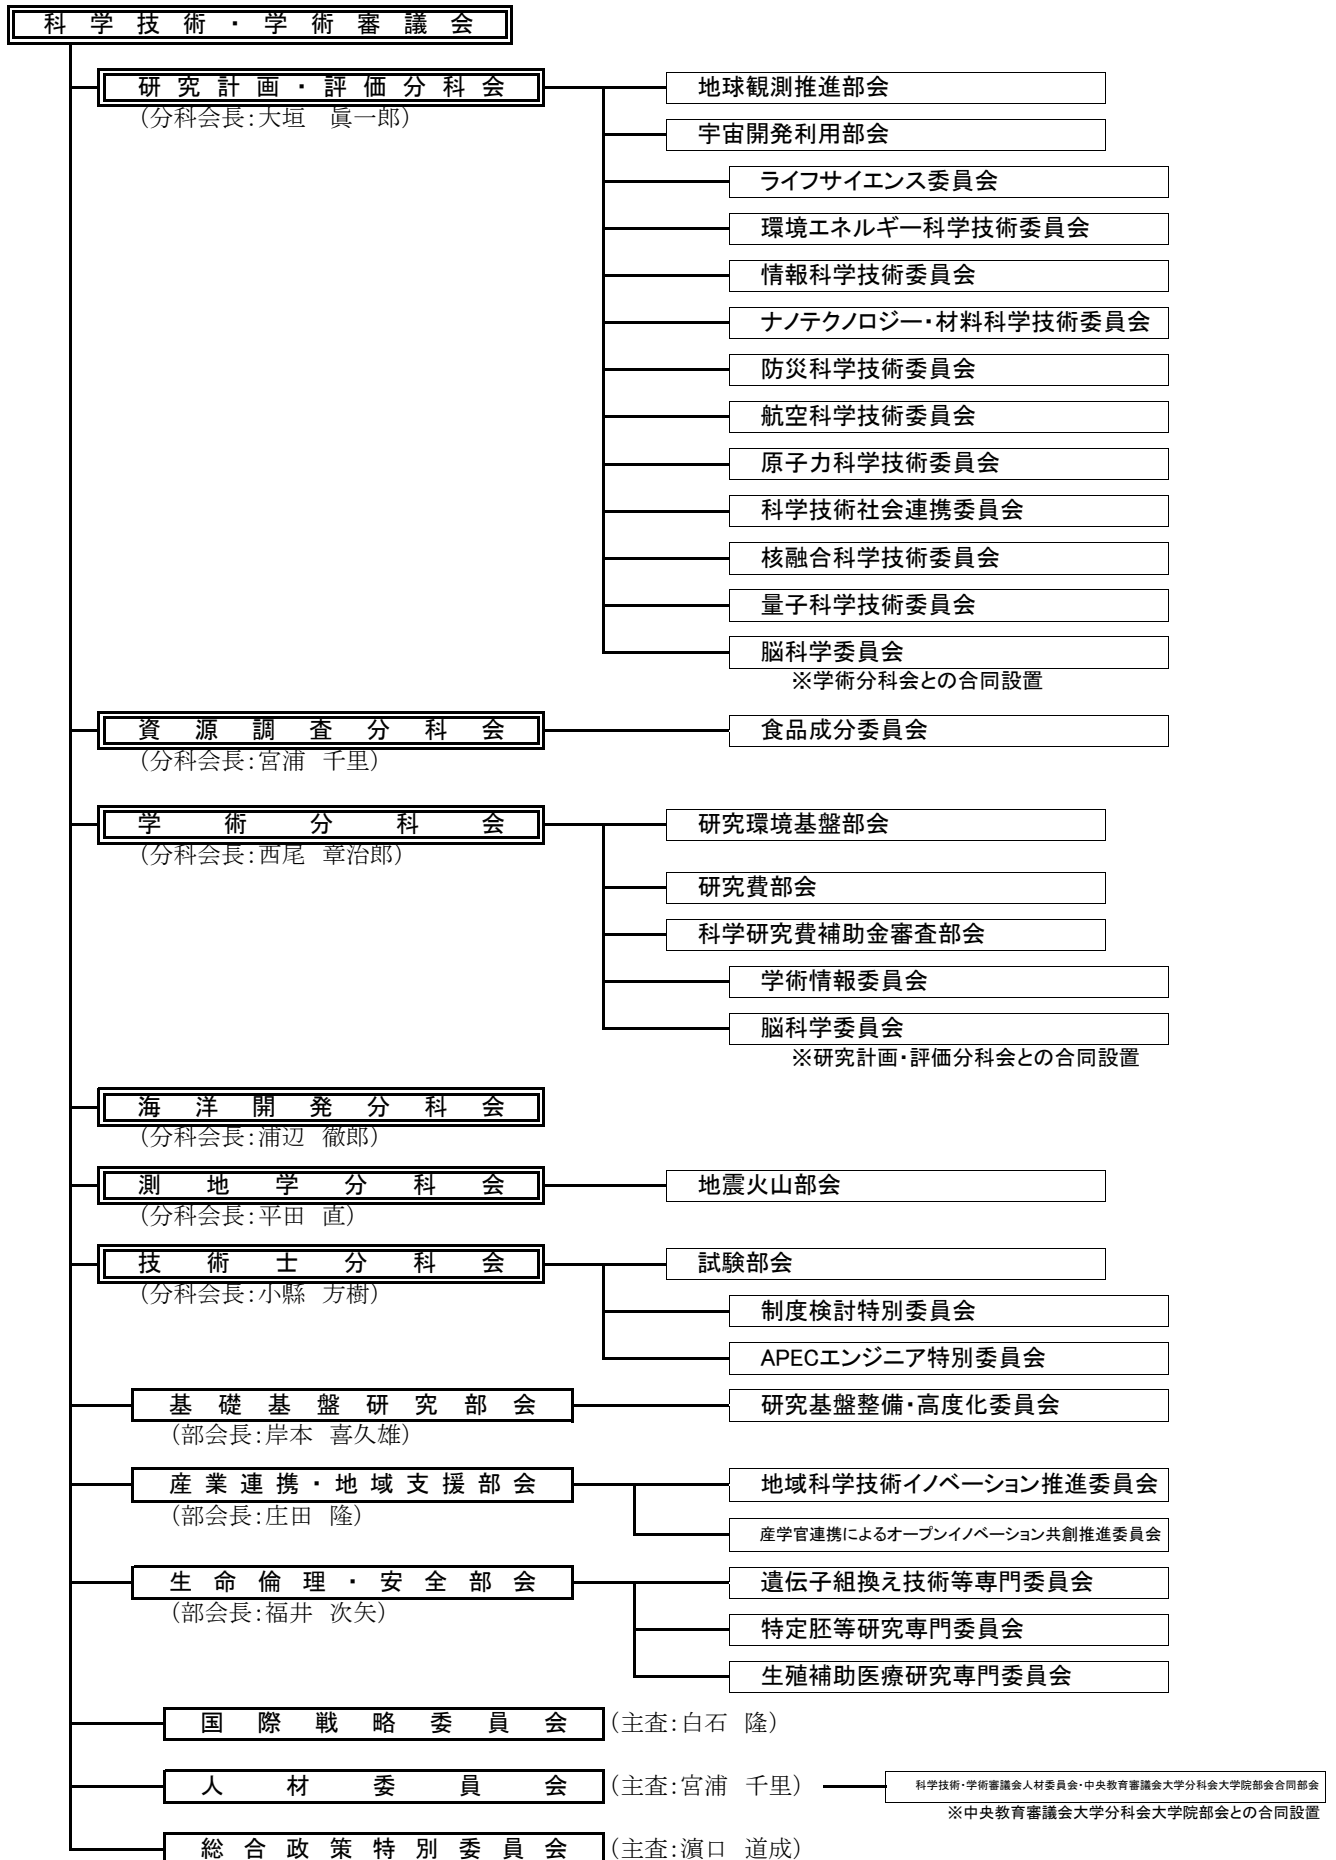 科学技術・学術審議会
研究計画・評価分科会
地球観測推進部会
(分科会長:大垣 眞一郎)
宇宙開発利用部会
ライフサイエンス委員会
環境エネルギー科学技術委員会
情報科学技術委員会
ナノテクノロジー・材料科学技術委員会
防災科学技術委員会
航空科学技術委員会
原子力科学技術委員会
科学技術社会連携委員会
核融合科学技術委員会
量子科学技術委員会
脳科学委員会
※学術分科会との合同設置
資源調査分科会
食品成分委員会
(分科会長:宮浦 千里)
学術分科会
研究環境基盤部会
(分科会長:西尾 章治郎)
研究費部会
科学研究費補助金審査部会
学術情報委員会
脳科学委員会
※研究計画・評価分科会との合同設置
海洋開発分科会
(分科会長:浦辺 徹郎)
測地学分科会
地震火山部会
(分科会長:平田 直)
技術士分科会
試験部会
(分科会長:小縣 方樹)
制度検討特別委員会
APECエンジニア特別委員会
基礎基盤研究部会
研究基盤整備・高度化委員会
(部会長:岸本 喜久雄)
産業連携・地域支援部会
地域科学技術イノベーション推進委員会
(部会長:庄田 隆)
産学官連携によるオープンイノベーション共創推進委員会
生命倫理・安全部会
遺伝子組換え技術等専門委員会
(部会長:福井 次矢)
特定胚等研究専門委員会
生殖補助医療研究専門委員会
国際戦略委員会 (主査:白石 隆)
人材委員会 (主査:宮浦 千里)
科学技術・学術審議会人材委員会・中央教育審議会大学分科会大学院部会合同部会
※中央教育審議会大学分科会大学院部会との合同設置
総合政策特別委員会 (主査:濵口 道成)